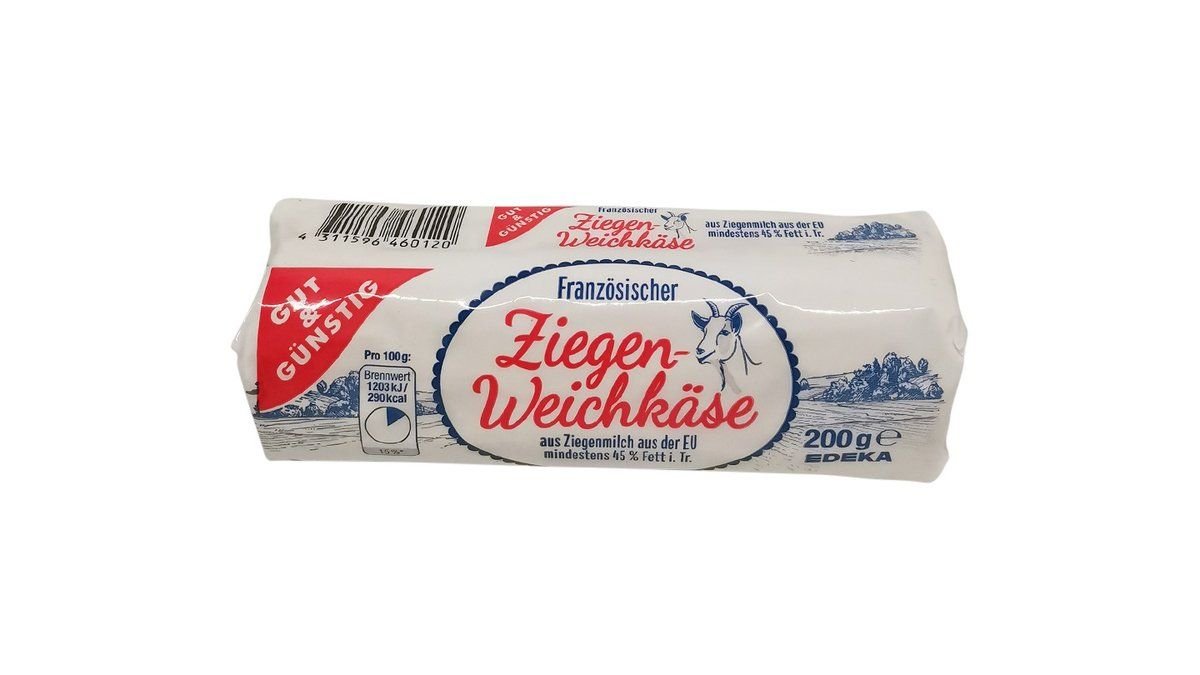 4 311596 460120
GUT
&
GÜNSTIG
Französischer
Ziegen-
Weichkäse
aus Ziegenmilch aus der EU
mindestens 45 % Fett i. Tr.
GUT
&
GÜNSTIG
Pro 100g:
Brennwert
1203 kJ/
290 kcal
15%*
Französischer
Ziegen-
Weichkäse
aus Ziegenmilch aus der EU
mindestens 45 % Fett i. Tr.
200 g ℮
EDEKA